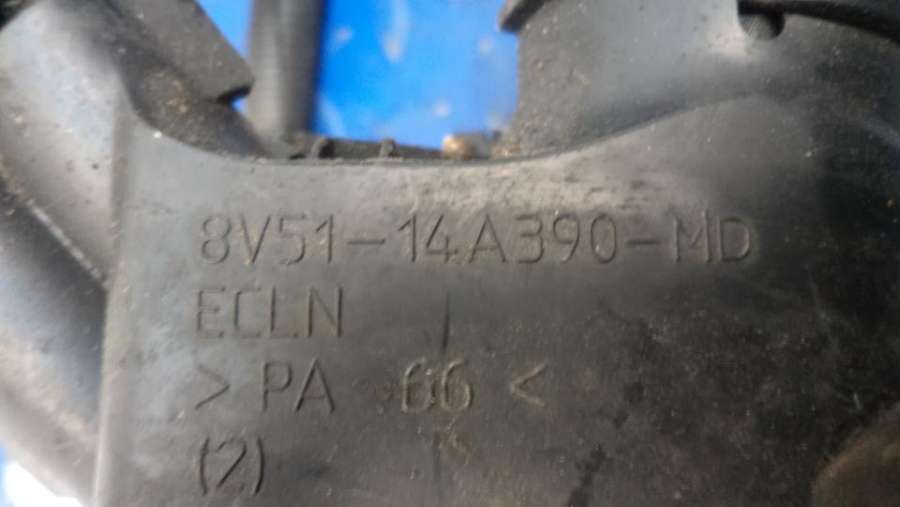 8V51-14A390-MD
ECLN
> PA 66 <
(2)